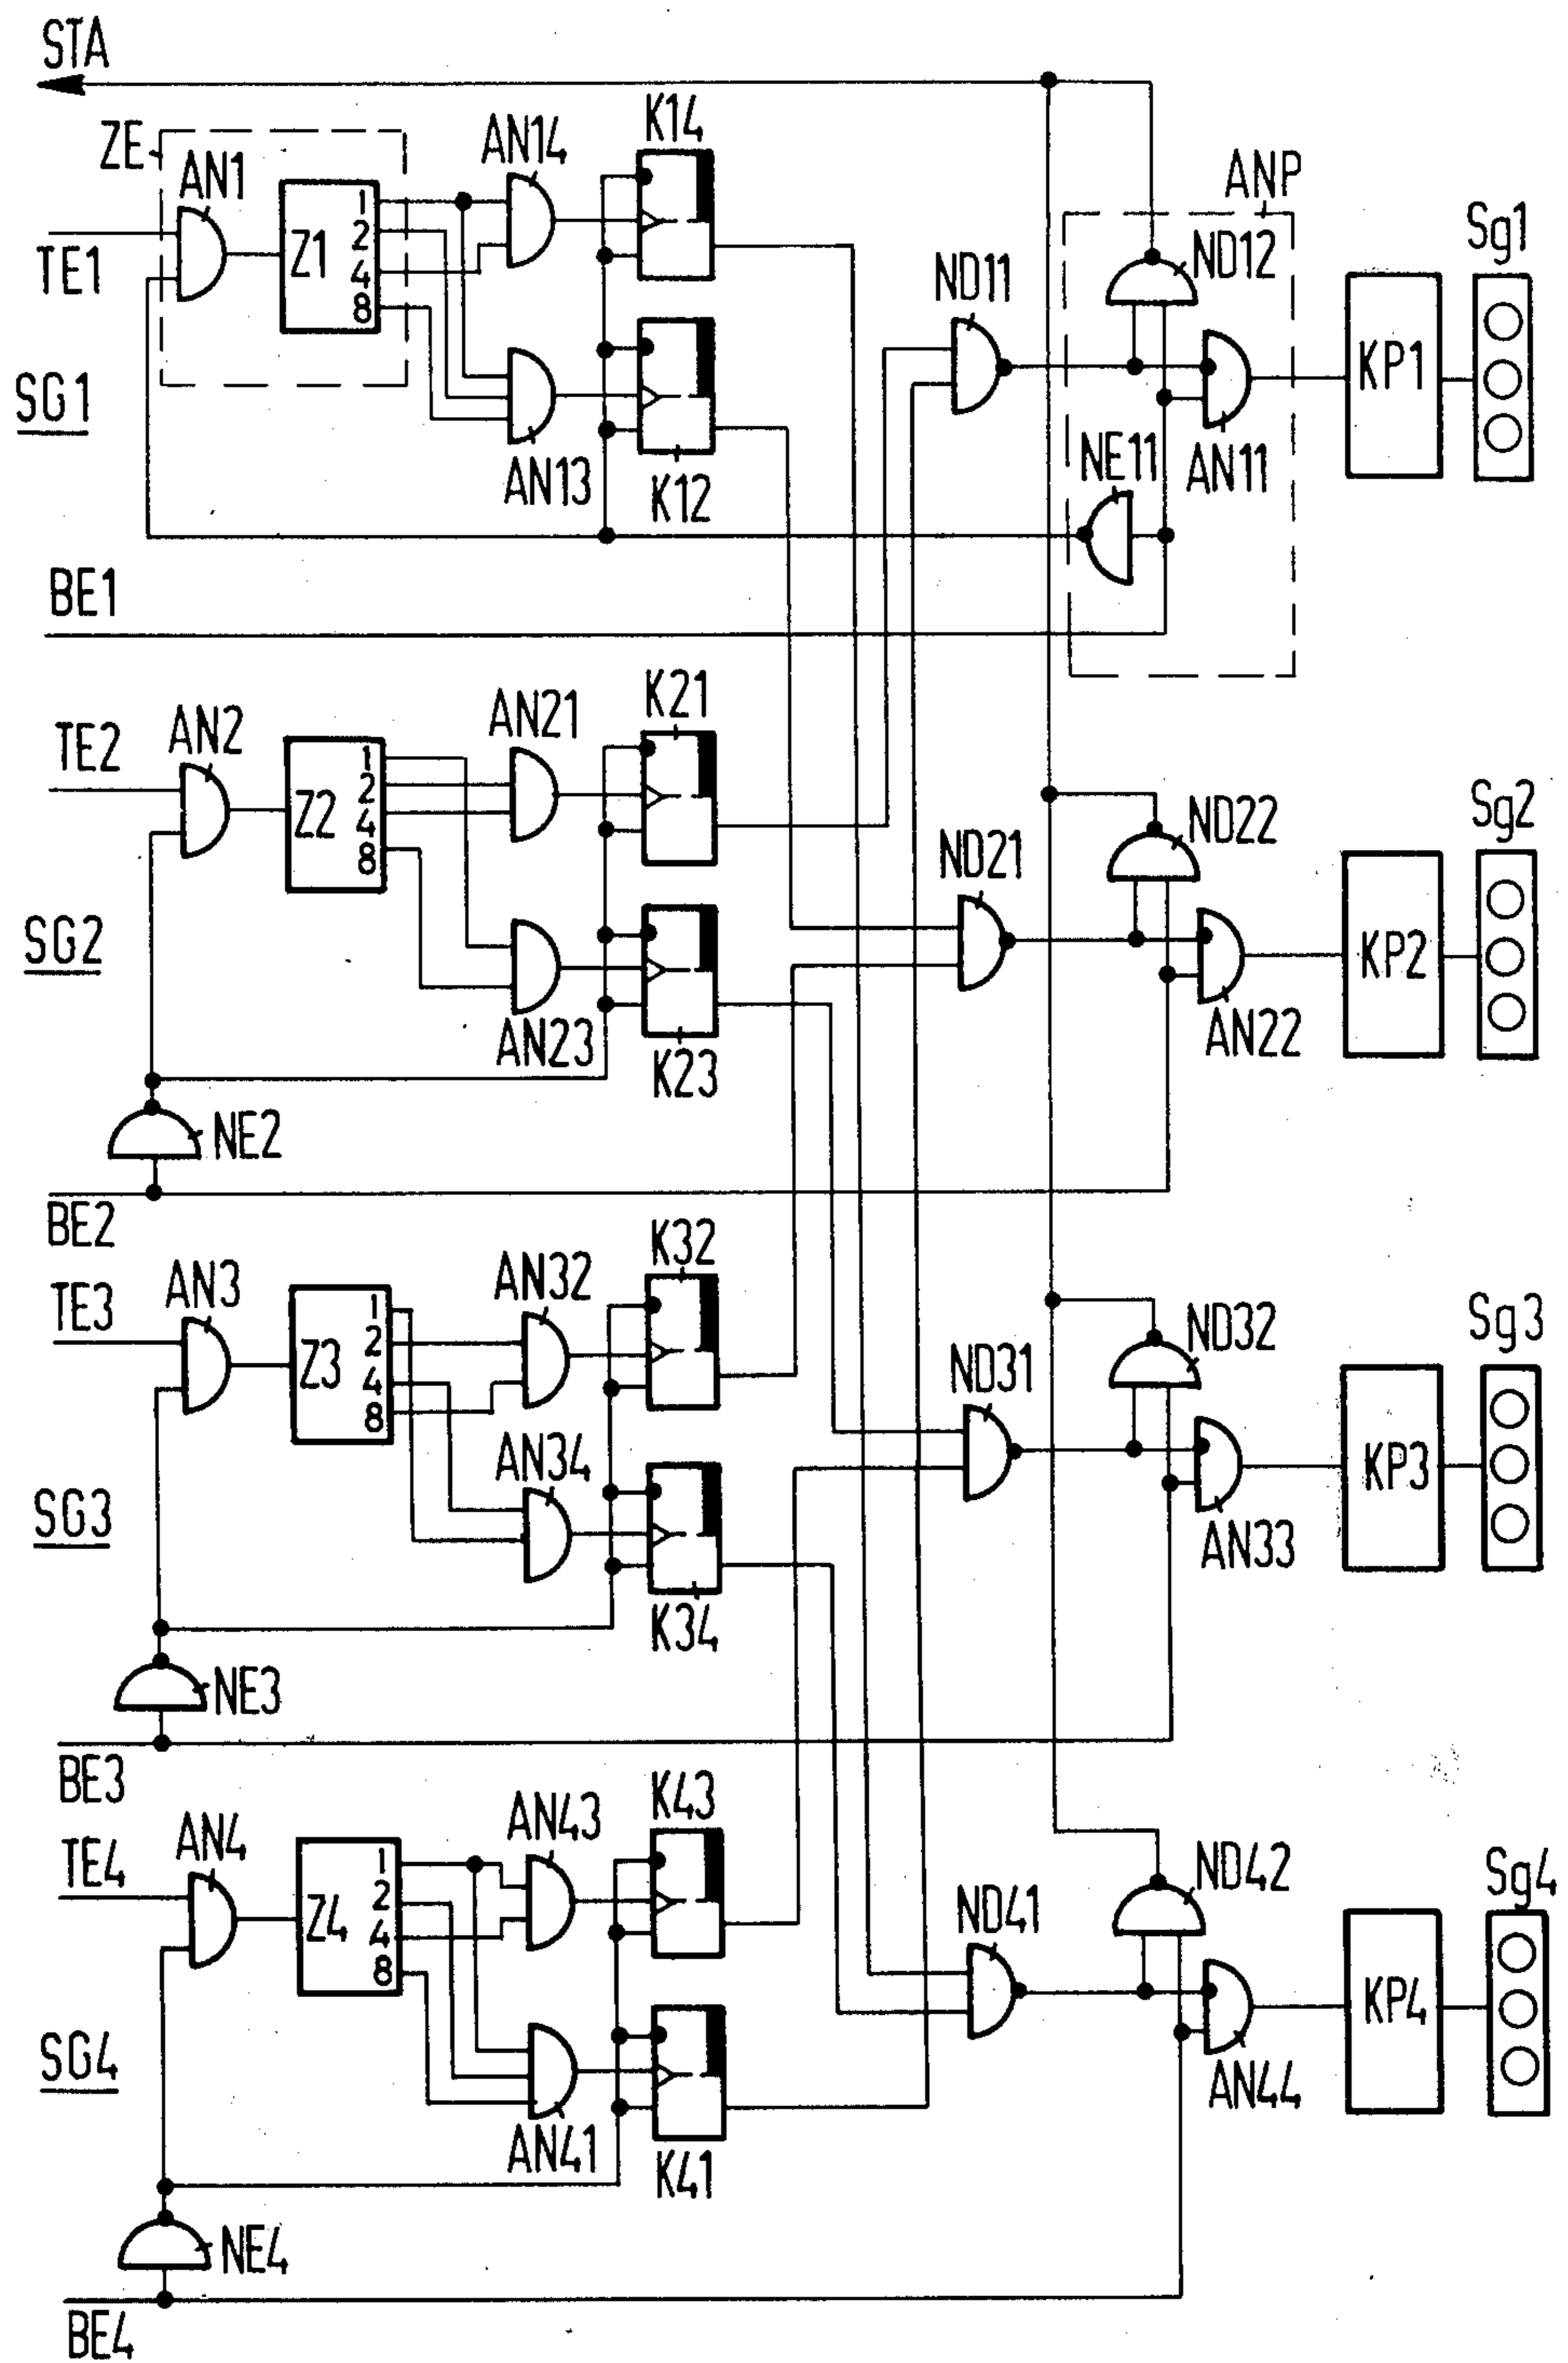 STA
ZE
AN1
TE1
Z1
1
2
4
8
AN14
K14
ANP
Sg1
ND11
ND12
KP1
SG1
AN13
K12
NE11
AN11
BE1
TE2
AN2
Z2
1
2
4
8
AN21
K21
ND21
ND22
Sg2
KP2
SG2
AN23
K23
AN22
NE2
BE2
TE3
AN3
Z3
1
2
4
8
AN32
K32
ND31
ND32
Sg3
KP3
SG3
AN34
K34
AN33
NE3
BE3
TE4
AN4
Z4
1
2
4
8
AN43
K43
ND41
ND42
Sg4
KP4
SG4
AN41
K41
AN44
NE4
BE4